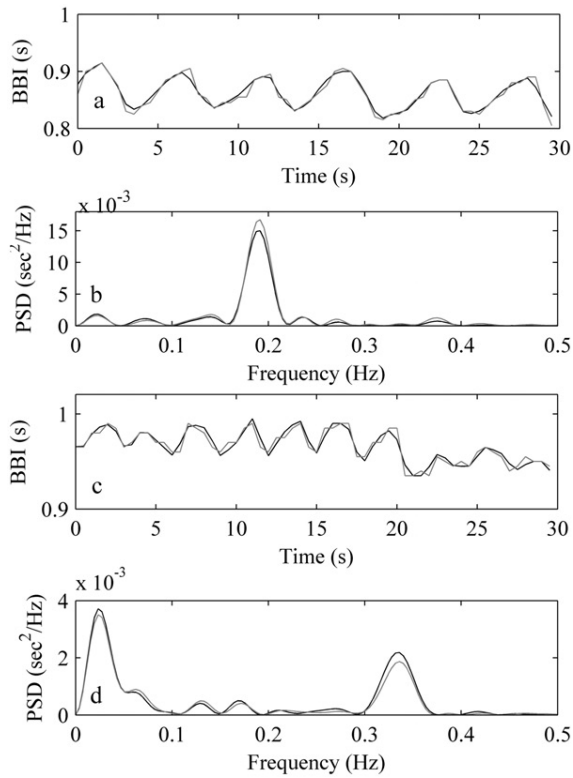 1
BBI (s)
0.9
a
0.8
0 5 10 15 20 25 30
Time (s)
x 10-3
15
PSD (sec2/Hz)
10
5
b
0
0 0.1 0.2 0.3 0.4 0.5
Frequency (Hz)
1
BBI (s)
c
0.9
0 5 10 15 20 25 30
Time (s)
x 10-3
4
PSD (sec2/Hz)
2
d
0
0 0.1 0.2 0.3 0.4 0.5
Frequency (Hz)